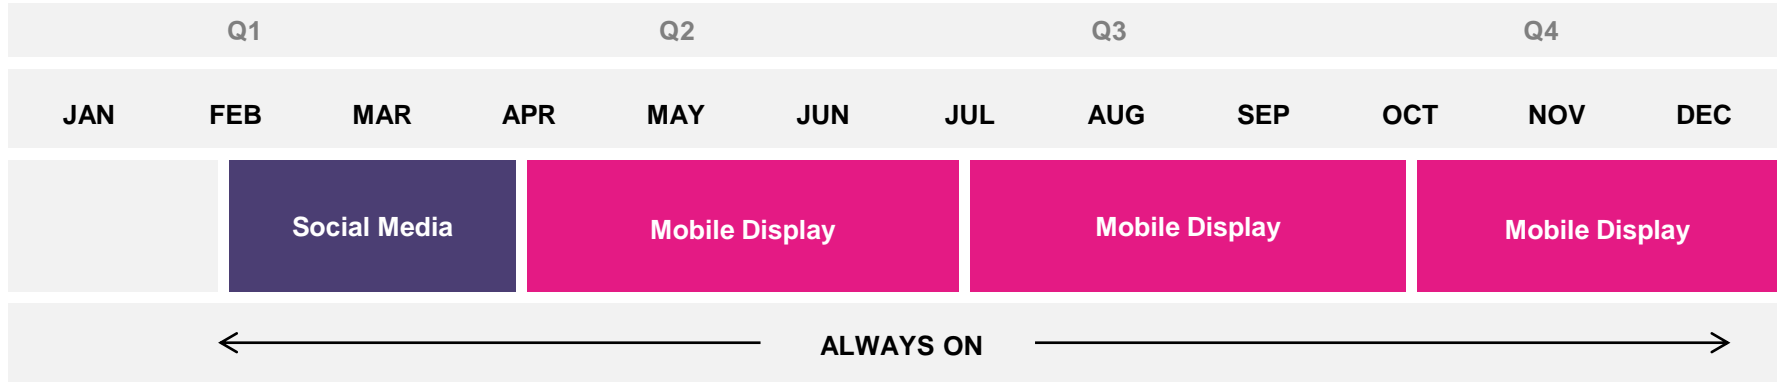 Q1 Q2 Q3 Q4
JAN FEB MAR APR MAY JUN JUL AUG SEP OCT NOV DEC
Social Media Mobile Display Mobile Display Mobile Display
ALWAYS ON